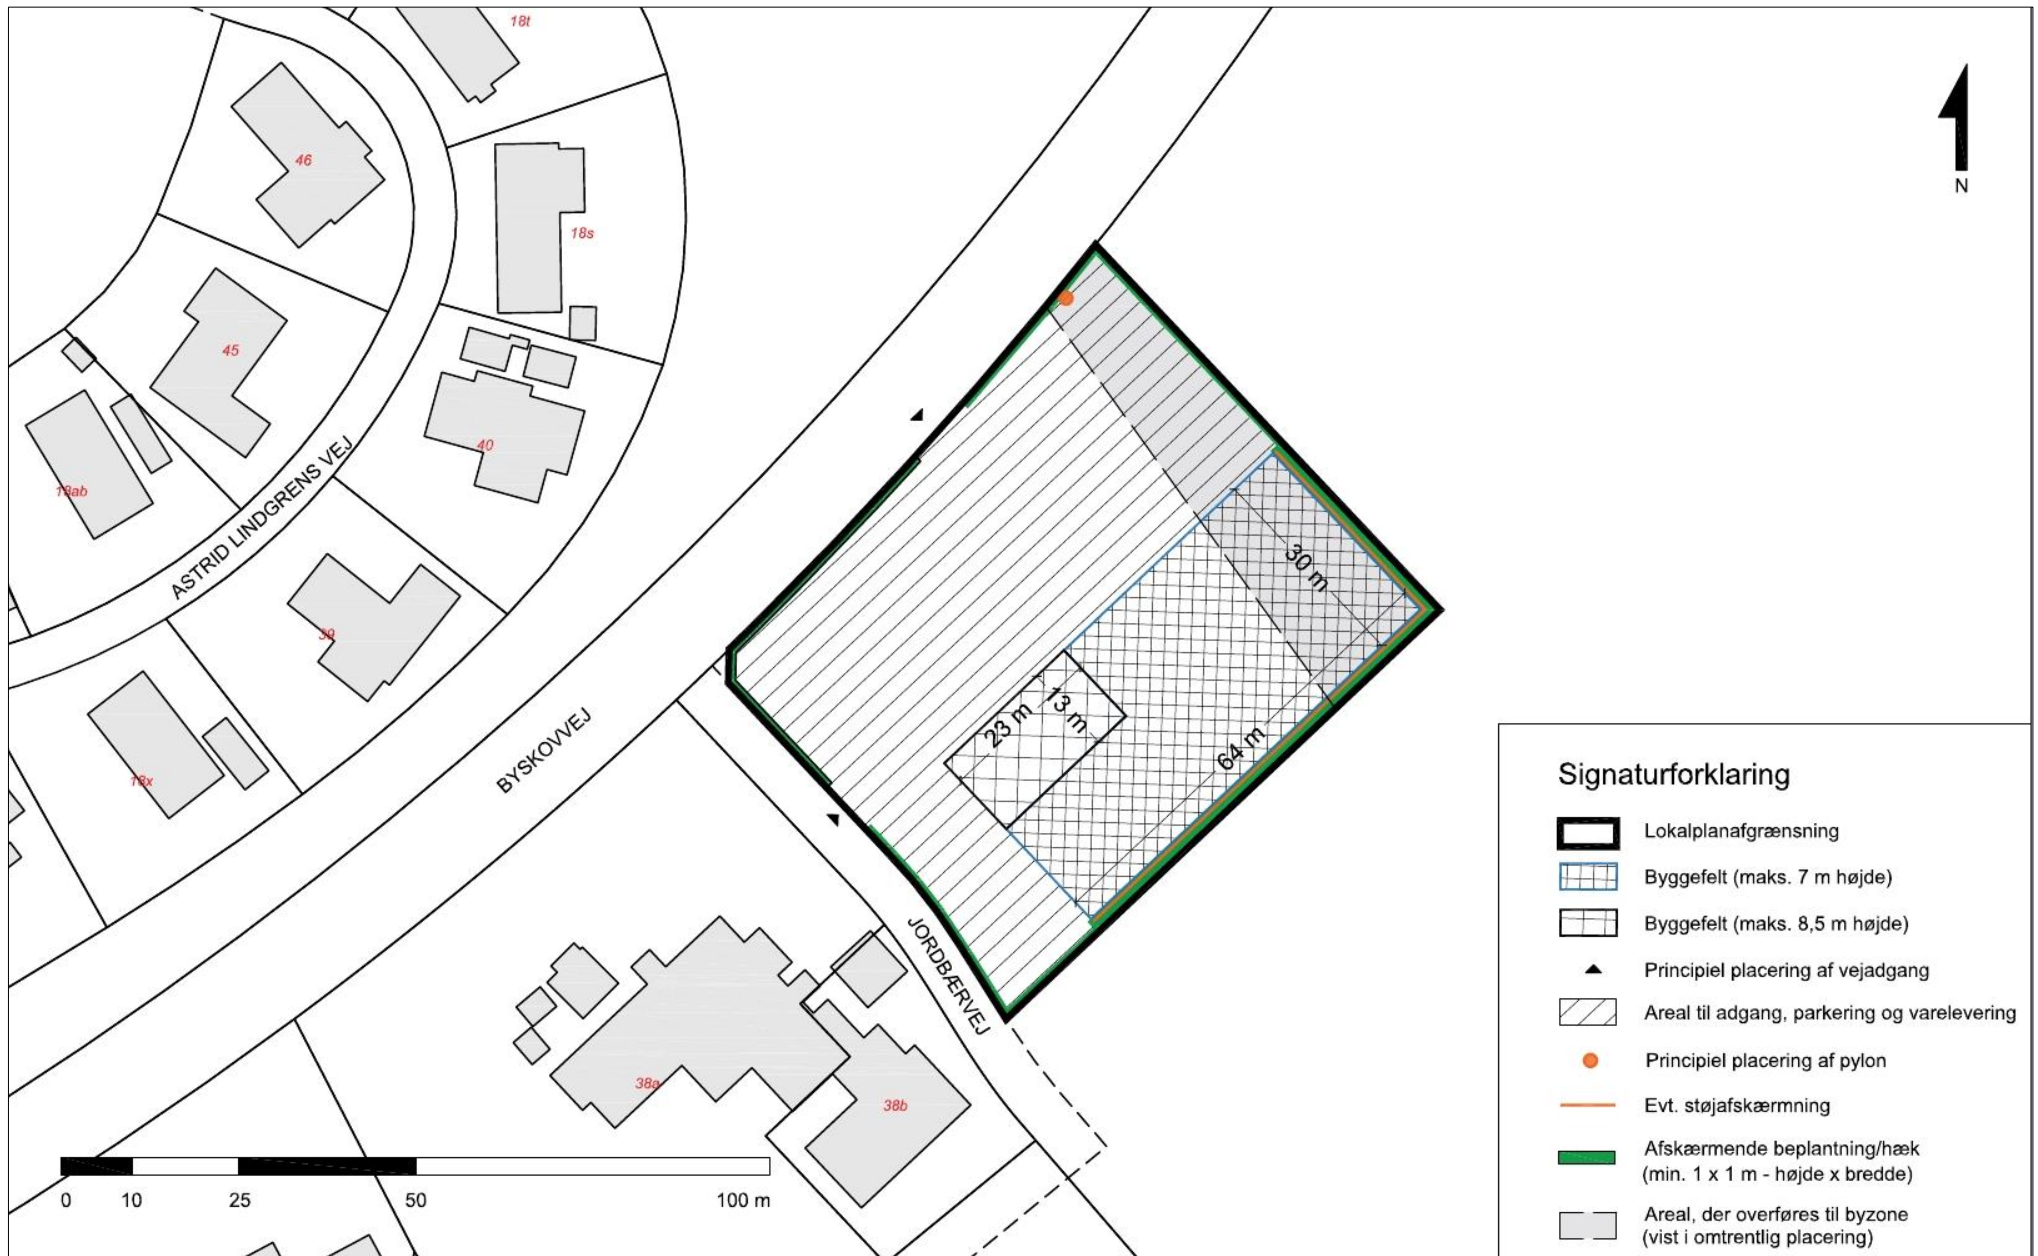 18t
46
18s
N
45
40
18ab
ASTRID LINDGRENS VEJ
39
30 m
23 m
13 m
64 m
BYSKOVVEJ
18x
JORDBÆRVEJ
38a
38b
0 10 25 50 100 m
Signaturforklaring
Lokalplanafgrænsning
Byggefelt (maks. 7 m højde)
Byggefelt (maks. 8,5 m højde)
Principiel placering af vejadgang
Areal til adgang, parkering og varelevering
Principiel placering af pylon
Evt. støjafskærmning
Afskærmende beplantning/hæk
(min. 1 x 1 m - højde x bredde)
Areal, der overføres til byzone
(vist i omtrentlig placering)